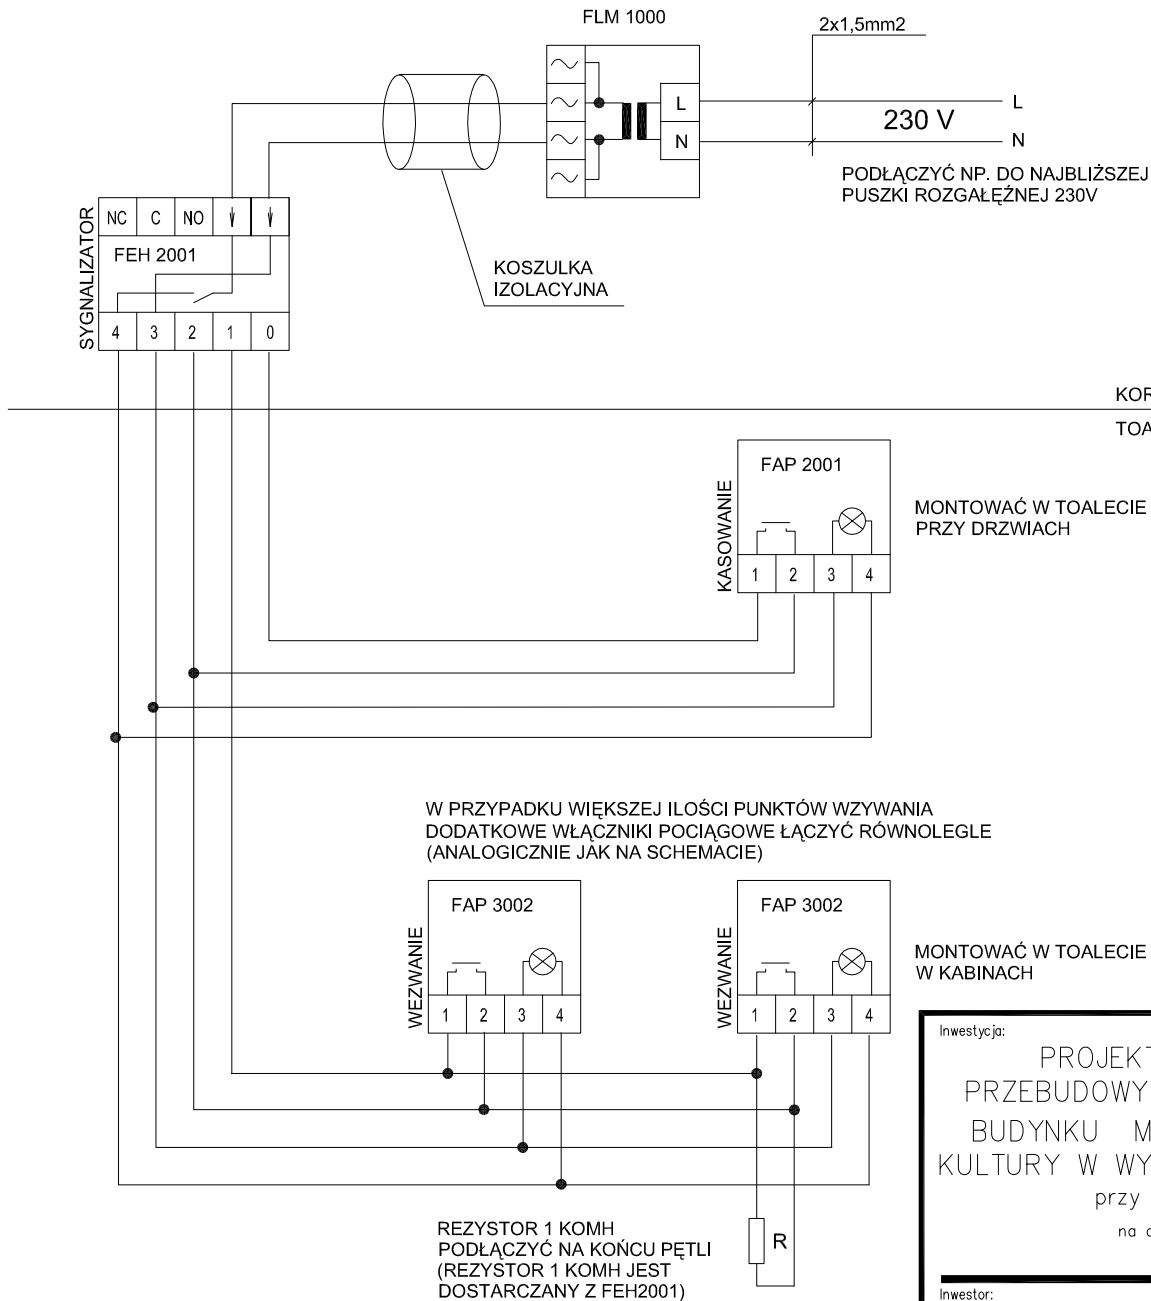 FLM 1000
2x1,5mm2
L
L
230 V
N
N
PODŁĄCZYĆ NP. DO NAJBLIŻSZEJ
PUSZKI ROZGAŁĘŹNEJ 230V
SYGNALIZATOR
NC C NO
FEH 2001
4 3 2 1 0
KOSZULKA
IZOLACYJNA
KOR
TOA
KASOWANIE
FAP 2001
1 2 3 4
MONTOWAĆ W TOALECIE
PRZY DRZWIACH
W PRZYPADKU WIĘKSZEJ ILOŚCI PUNKTÓW WZYWANIA
DODATKOWE WŁĄCZNIKI POCIĄGOWE ŁĄCZYĆ RÓWNOLEGLE
(ANALOGICZNIE JAK NA SCHEMACIE)
WEZWANIE
FAP 3002
1 2 3 4
WEZWANIE
FAP 3002
1 2 3 4
MONTOWAĆ W TOALECIE
W KABINACH
REZYSTOR 1 KOMH
PODŁĄCZYĆ NA KOŃCU PĘTLI
(REZYSTOR 1 KOMH JEST
DOSTARCZANY Z FEH2001)
R
Inwestycja:
PROJEKT
PRZEBUDOWY
BUDYNKU M
KULTURY W WY
przy
na d
Inwestor: